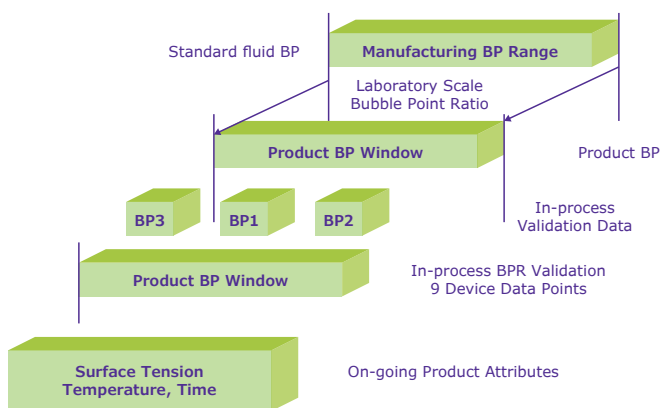 Standard fluid BP
Manufacturing BP Range
Laboratory Scale
Bubble Point Ratio
Product BP Window
Product BP
BP3
BP1
BP2
In-process
Validation Data
Product BP Window
In-process BPR Validation
9 Device Data Points
Surface Tension
Temperature, Time
On-going Product Attributes